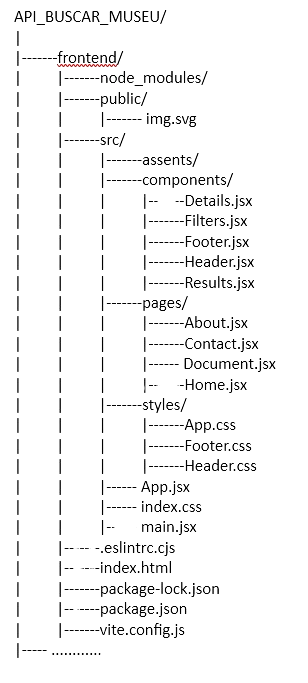 API_BUSCAR_MUSEU/
|
|-------frontend/
|       |-------node_modules/
|       |-------public/
|       |       |------- img.svg
|       |-------src/
|       |       |-------assents/
|       |       |-------components/
|       |       |       |--   --Details.jsx
|       |       |       |-------Filters.jsx
|       |       |       |-------Footer.jsx
|       |       |       |-------Header.jsx
|       |       |       |-------Results.jsx
|       |       |-------pages/
|       |       |       |-------About.jsx
|       |       |       |-------Contact.jsx
|       |       |       |------ Document.jsx
|       |       |       |--    -Home.jsx
|       |       |-------styles/
|       |       |       |-------App.css
|       |       |       |-------Footer.css
|       |       |       |-------Header.css
|       |       |------ App.jsx
|       |       |------ index.css
|       |       |--     main.jsx
|       |-- -- -.eslintrc.cjs
|       |--  ---index.html
|       |-------package-lock.json
|       |-- ----package.json
|       |-------vite.config.js
|----- ............